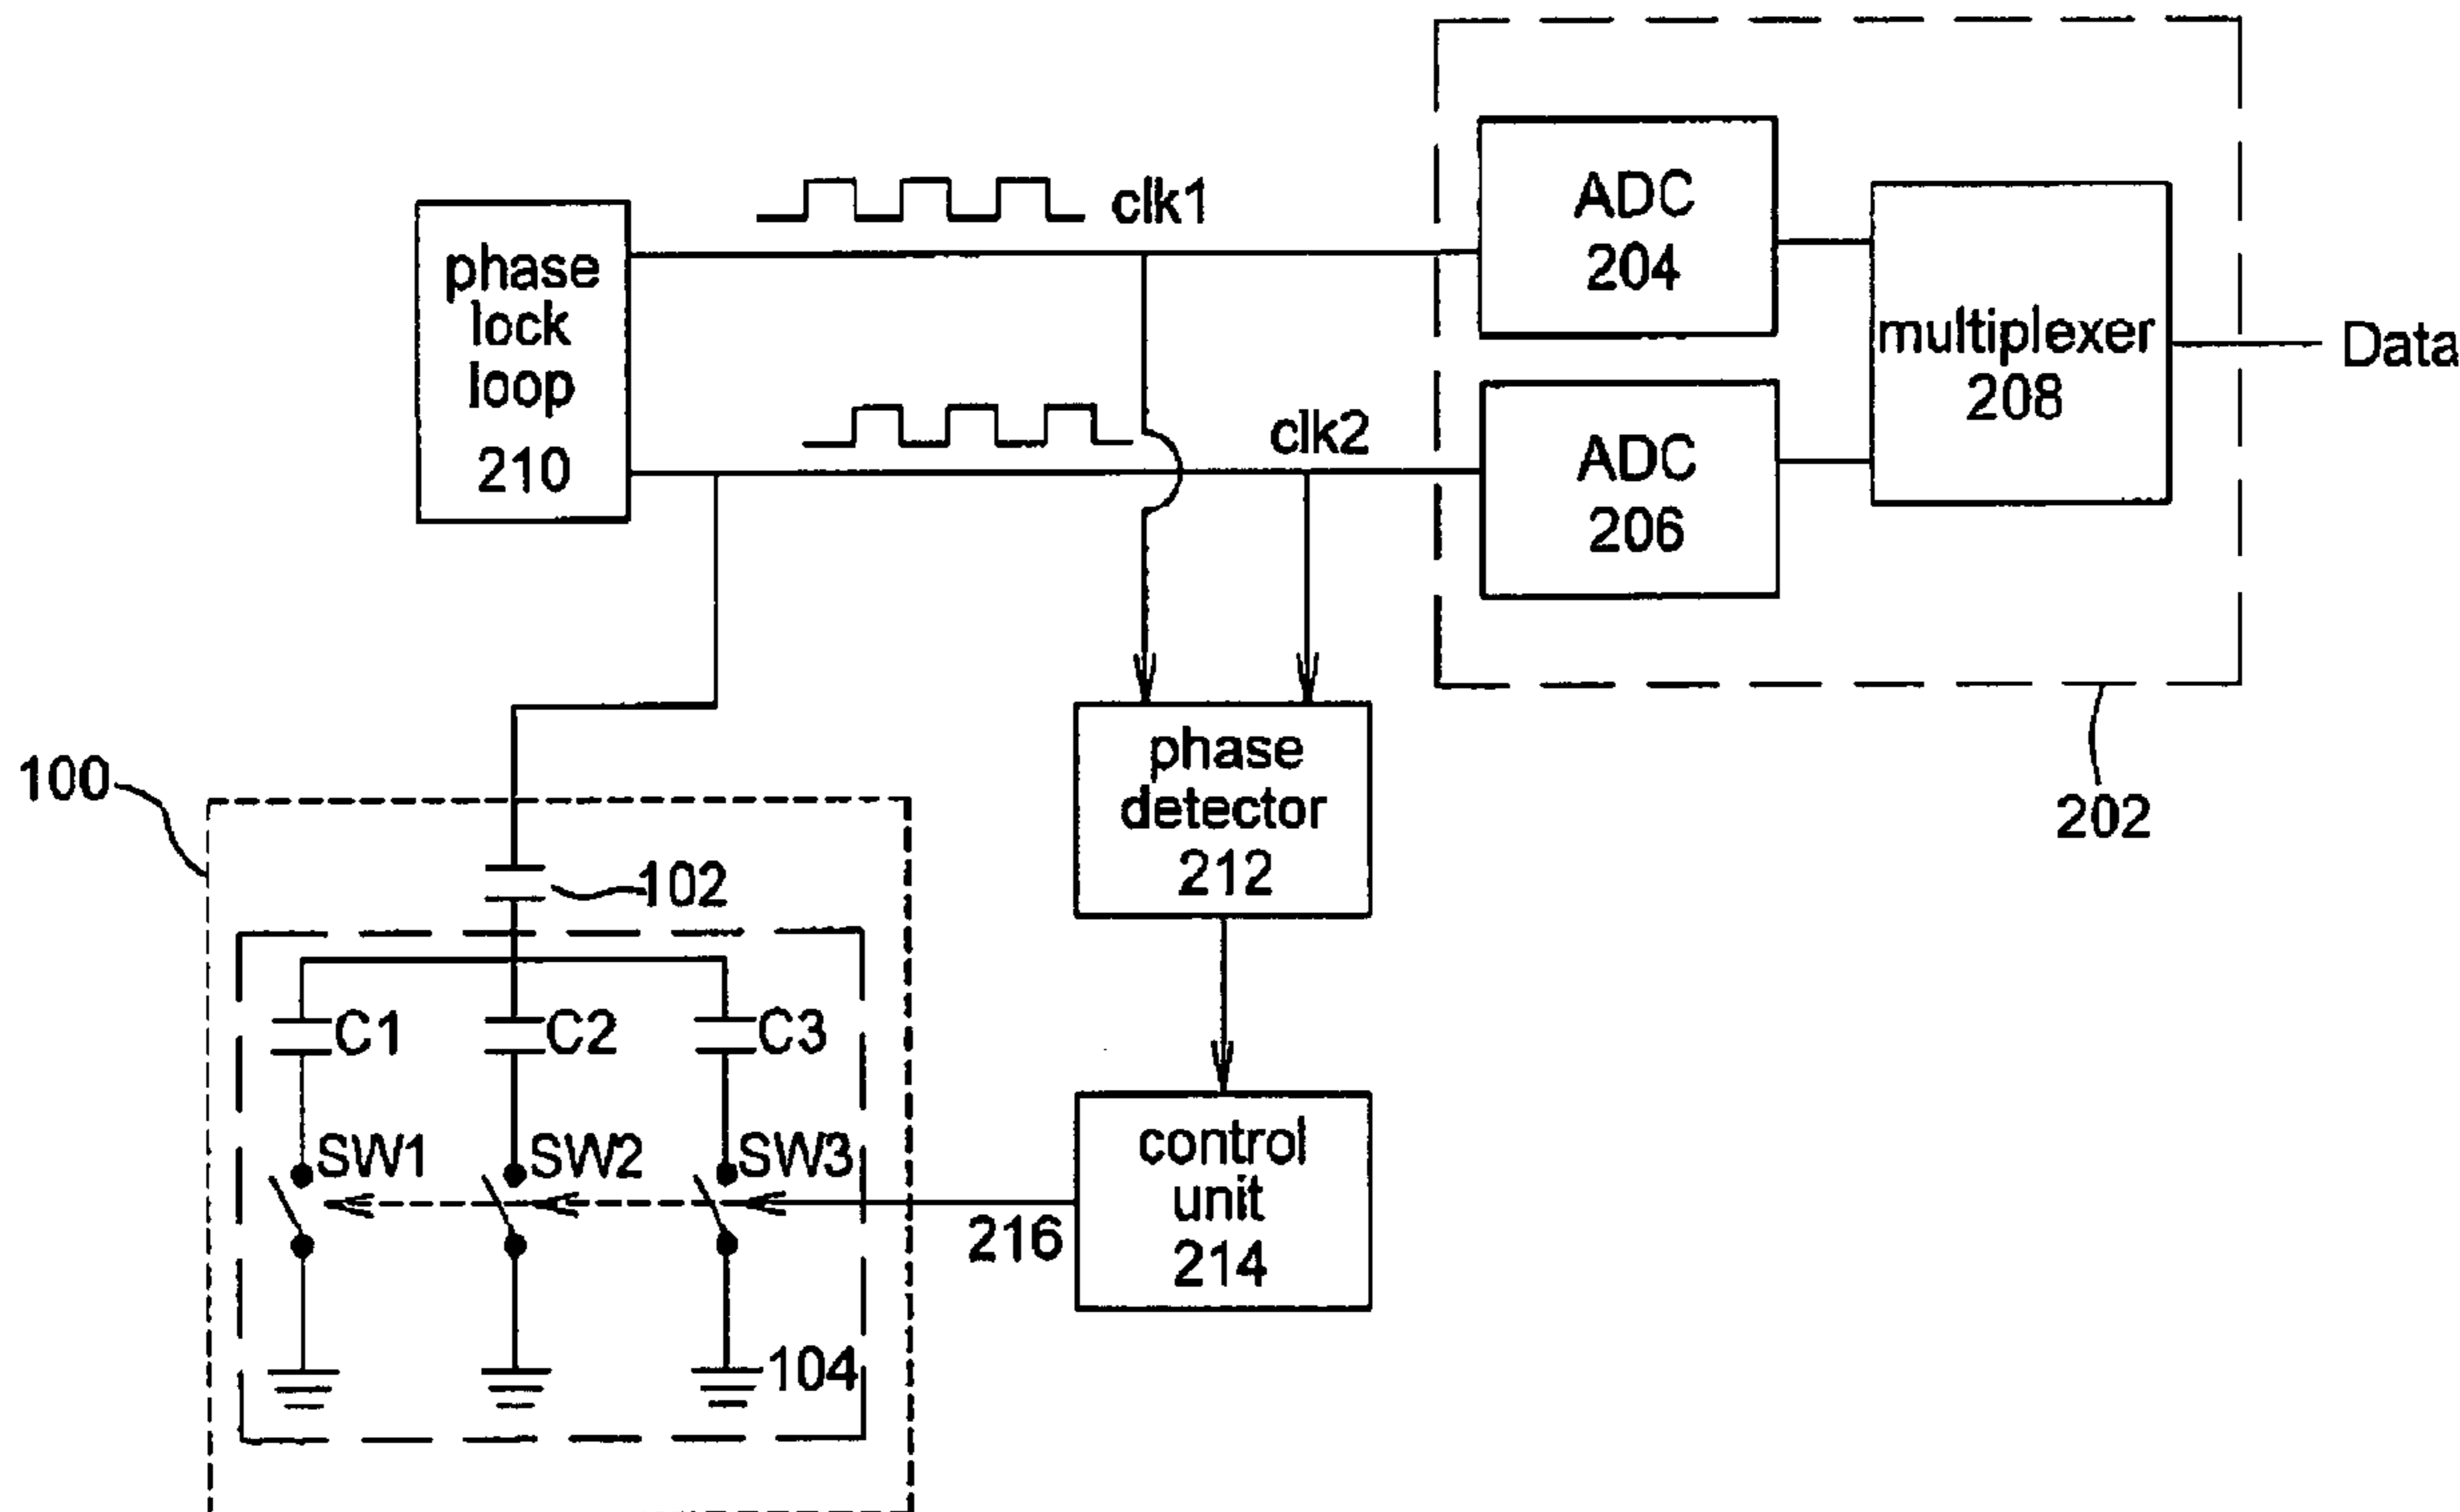 clk1
phase
lock
loop
210
ADC
204
multiplexer
208
Data
clk2
ADC
206
100
102
phase
detector
212
202
C1
C2
C3
SW1
SW2
SW3
216
control
unit
214
104